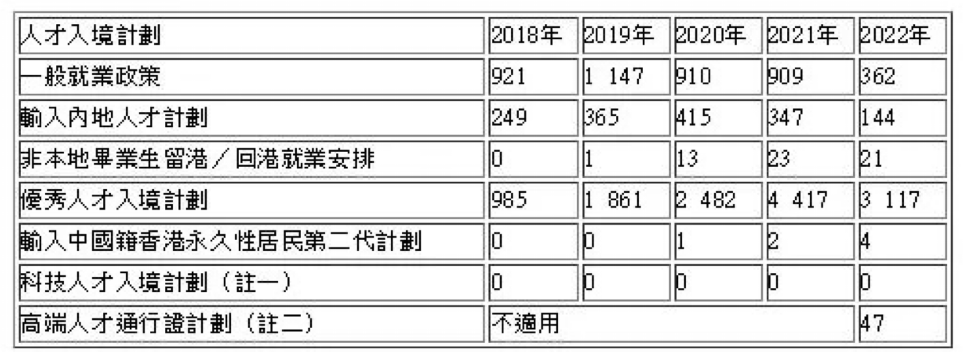 人才入境計劃 2018年 2019年 2020年 2021年 2022年
一般就業政策 921 1 147 910 909 362
輸入內地人才計劃 249 365 415 347 144
非本地畢業生留港／回港就業安排 0 1 13 23 21
優秀人才入境計劃 985 1 861 2 482 4 417 3 117
輸入中國籍香港永久性居民第二代計劃 0 0 1 2 4
科技人才入境計劃（註一） 0 0 0 0 0
高端人才通行證計劃（註二） 不適用 47